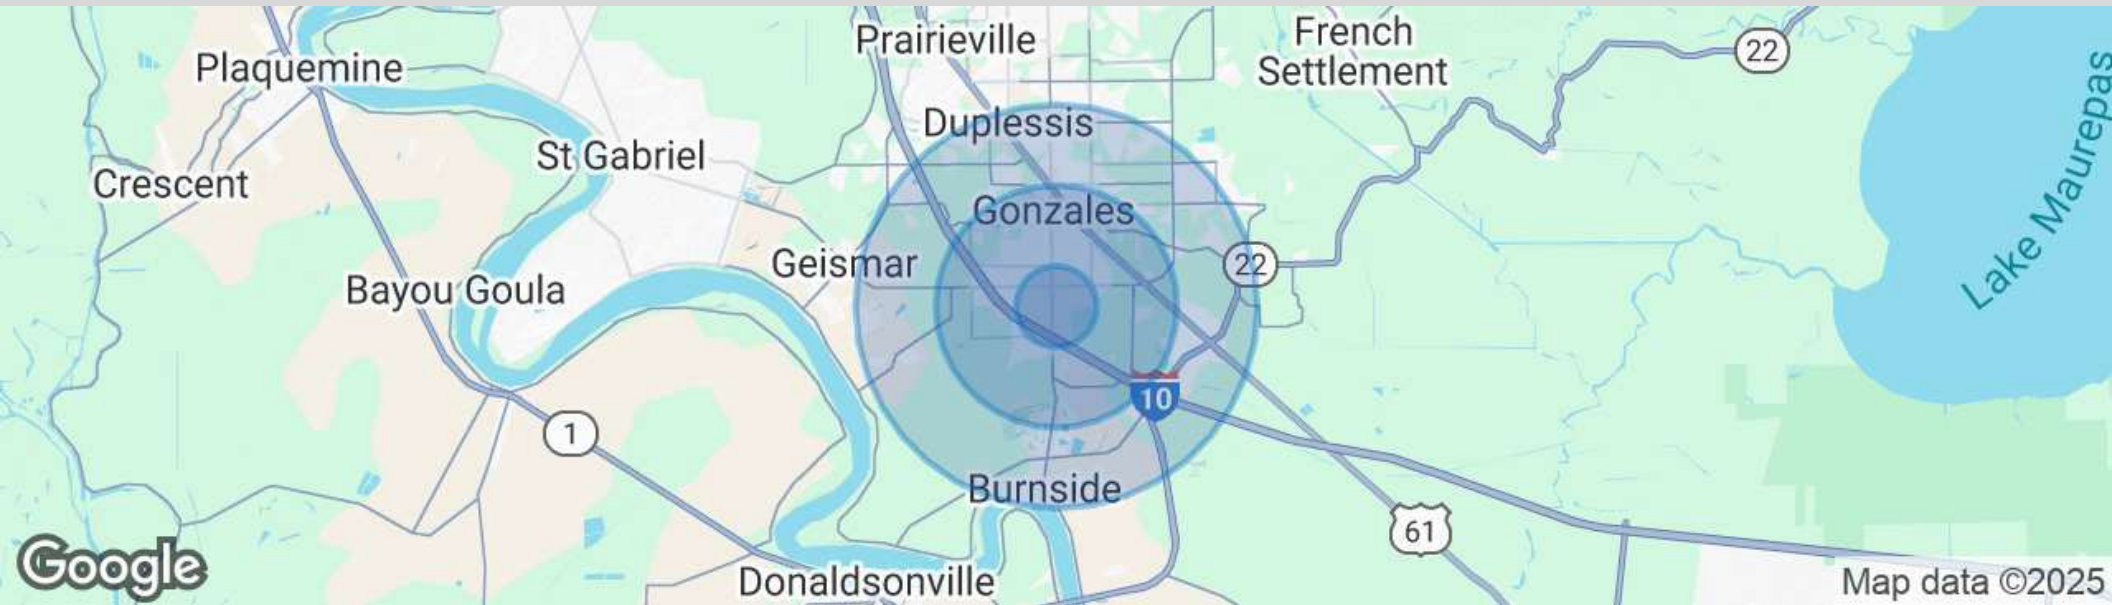 Prairieville
French
Settlement
22
Plaquemine
Duplessis
St Gabriel
Crescent
Gonzales
Lake Maurepas
Geismar
22
Bayou Goula
10
1
Burnside
61
Google
Donaldsonville
Map data ©2025